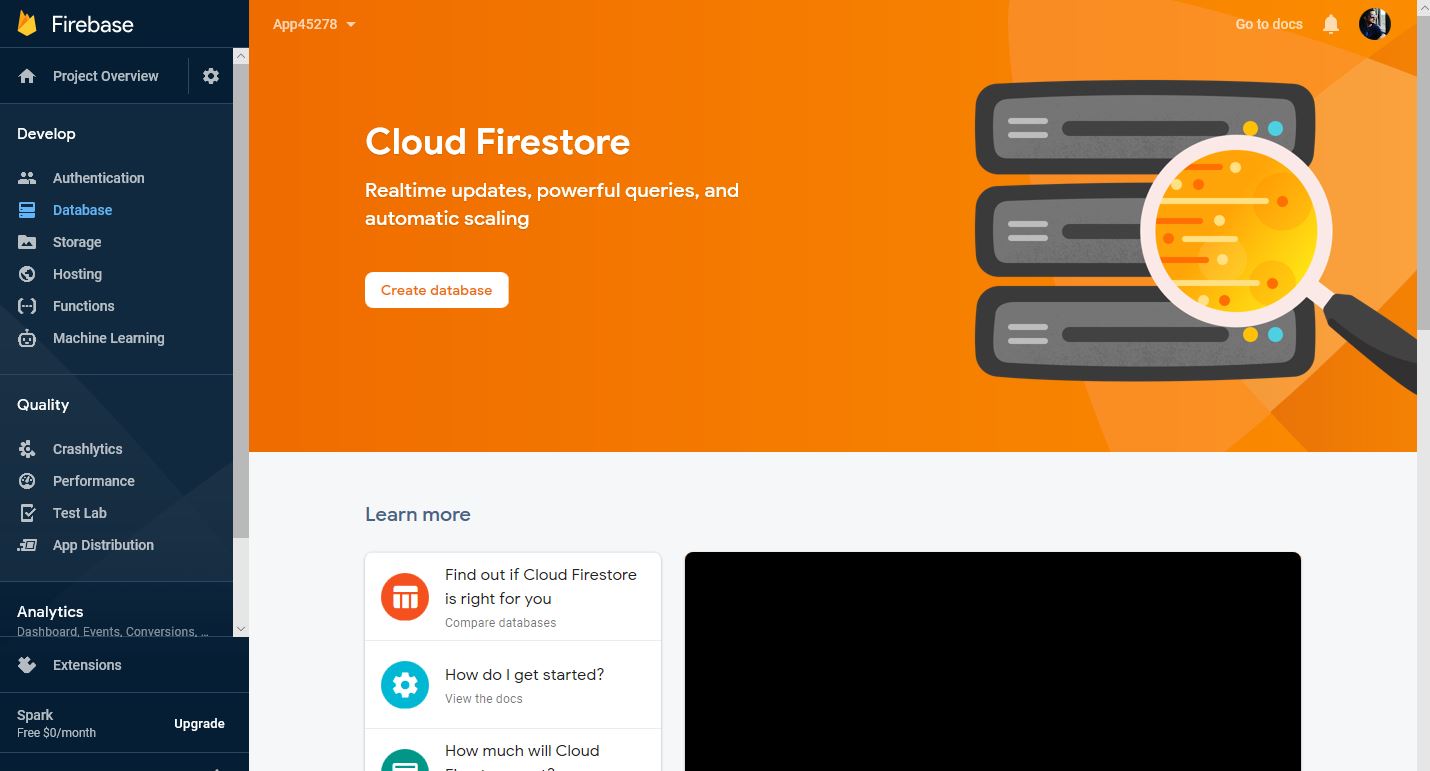 Firebase
Project Overview
Develop
Authentication
Database
Storage
Hosting
Functions
Machine Learning
Quality
Crashlytics
Performance
Test Lab
App Distribution
Analytics
Dashboard, Events, Conversions, ...
Extensions
Spark
Free $0/month
Upgrade
App45278
Go to docs
Cloud Firestore
Realtime updates, powerful queries, and
automatic scaling
Create database
Learn more
Find out if Cloud Firestore
is right for you
Compare databases
How do I get started?
View the docs
How much will Cloud